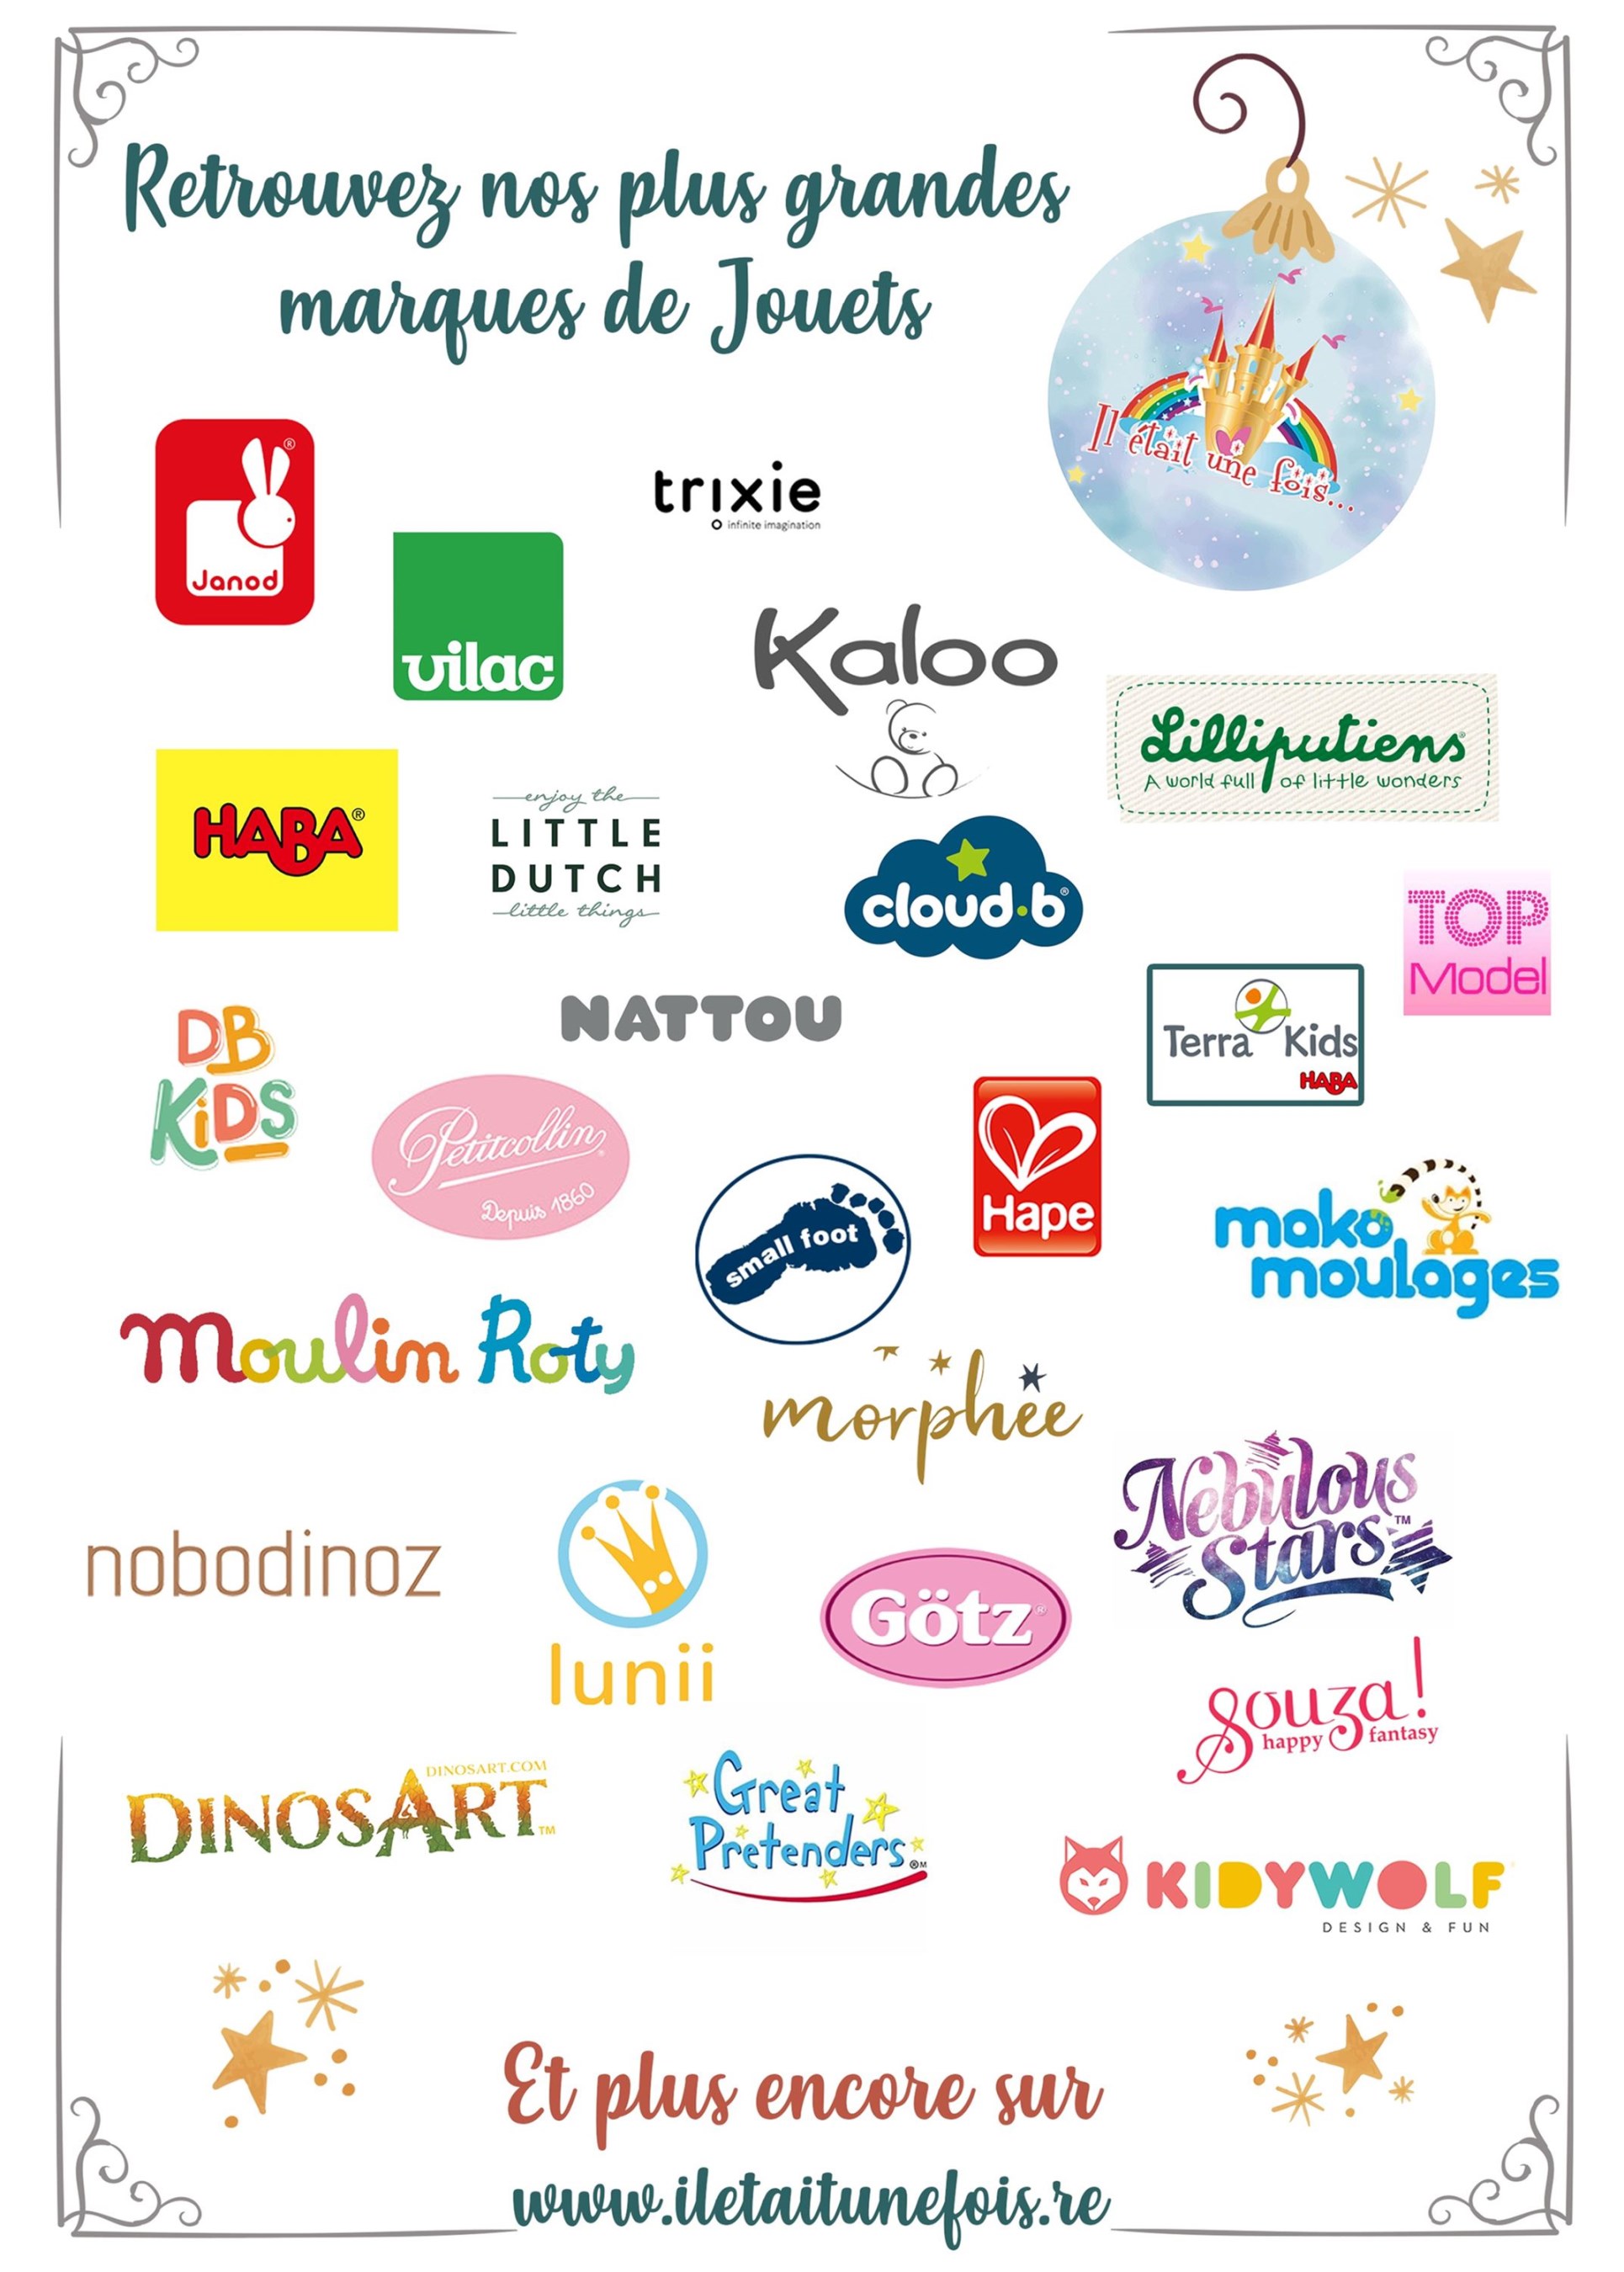 Retrouvez nos plus grandes
marques de Jouets
Il était une fois...
Janod
®
trixie
infinite imagination
vilac
Kaloo
Lilliputiens®
A world full of little wonders
HABA®
enjoy the
LITTLE
DUTCH
little things
cloud·b®
TOP
Model
Terra Kids
HABA
NATTOU
DB
KiDS
Petitcollin®
Depuis 1860
small foot
Hape
mako
moulages
Moulin Roty
morphée
Nebulous
Stars™
nobodinoz
lunii
Götz®
Souza!
happy fantasy
DINOSART.COM
DINOSART™
Great
Pretenders
KIDYWOLF
DESIGN & FUN
Et plus encore sur
www.iletaitunefois.re